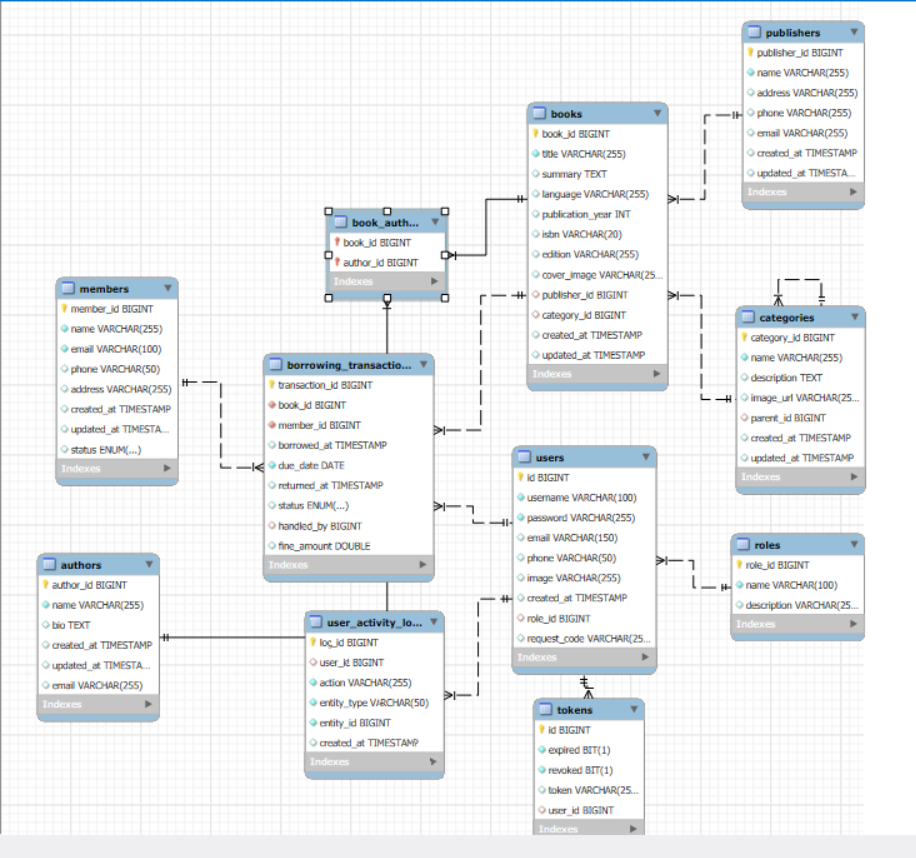 publishers
publisher_id BIGINT
name VARCHAR(255)
address VARCHAR(255)
phone VARCHAR(255)
email VARCHAR(255)
created_at TIMESTAMP
updated_at TIMESTA...
Indexes
books
book_id BIGINT
title VARCHAR(255)
summary TEXT
language VARCHAR(255)
publication_year INT
isbn VARCHAR(20)
edition VARCHAR(255)
cover_image VARCHAR(25...
publisher_id BIGINT
category_id BIGINT
created_at TIMESTAMP
updated_at TIMESTAMP
Indexes
book_auth...
book_id BIGINT
author_id BIGINT
Indexes
members
member_id BIGINT
name VARCHAR(255)
email VARCHAR(100)
phone VARCHAR(50)
address VARCHAR(255)
created_at TIMESTAMP
updated_at TIMESTA...
status ENUM(...)
Indexes
borrowing_transactio...
transaction_id BIGINT
book_id BIGINT
member_id BIGINT
borrowed_at TIMESTAMP
due_date DATE
returned_at TIMESTAMP
status ENUM(...)
handled_by BIGINT
fine_amount DOUBLE
Indexes
categories
category_id BIGINT
name VARCHAR(255)
description TEXT
image_url VARCHAR(25...
parent_id BIGINT
created_at TIMESTAMP
updated_at TIMESTAMP
Indexes
users
id BIGINT
username VARCHAR(100)
password VARCHAR(255)
email VARCHAR(150)
phone VARCHAR(50)
image VARCHAR(255)
created_at TIMESTAMP
role_id BIGINT
request_code VARCHAR(25...
Indexes
roles
role_id BIGINT
name VARCHAR(100)
description VARCHAR(25...
Indexes
authors
author_id BIGINT
name VARCHAR(255)
bio TEXT
created_at TIMESTAMP
updated_at TIMESTA...
email VARCHAR(255)
Indexes
user_activity_lo...
log_id BIGINT
user_id BIGINT
action VARCHAR(255)
entity_type VARCHAR(50)
entity_id BIGINT
created_at TIMESTAMP
Indexes
tokens
id BIGINT
expired BIT(1)
revoked BIT(1)
token VARCHAR(25...
user_id BIGINT
Indexes